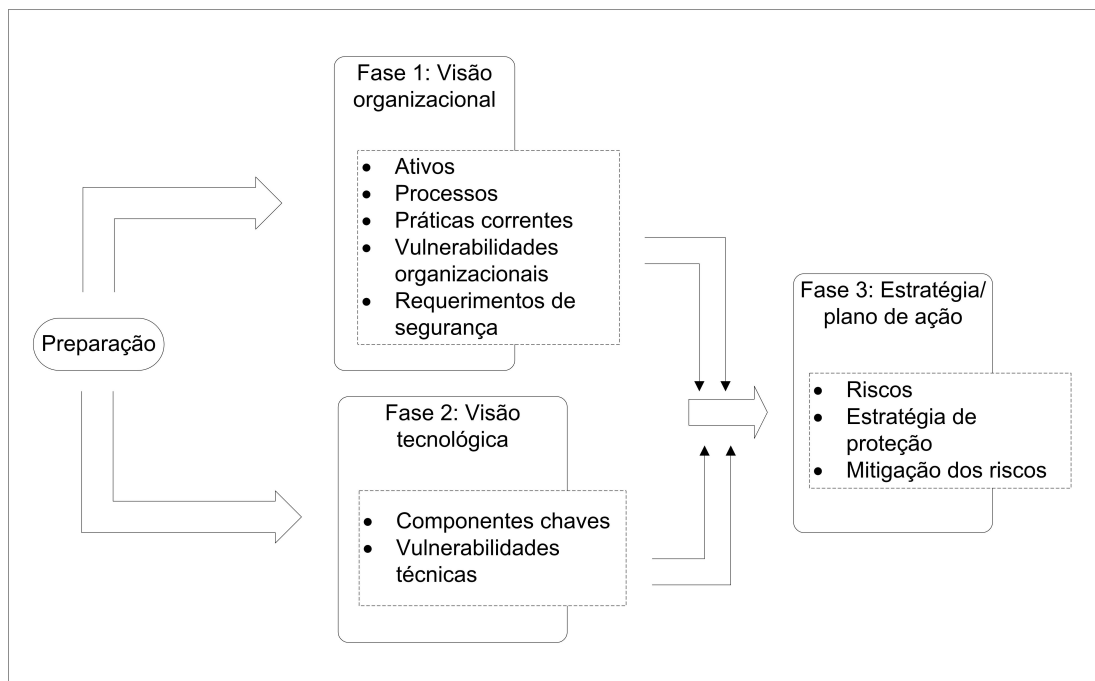 Preparação
Fase 1: Visão
organizacional
• Ativos
• Processos
• Práticas correntes
• Vulnerabilidades
organizacionais
• Requerimentos de
segurança
Fase 2: Visão
tecnológica
• Componentes chaves
• Vulnerabilidades
técnicas
Fase 3: Estratégia/
plano de ação
• Riscos
• Estratégia de
proteção
• Mitigação dos riscos